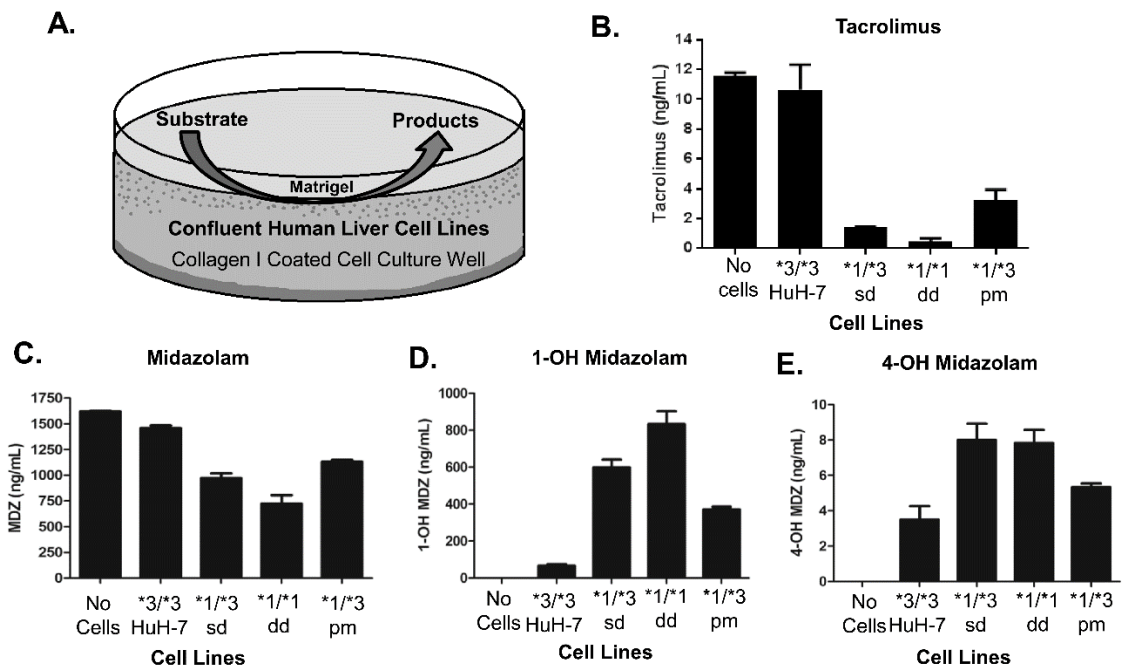 A.
Substrate
Products
Matrigel
Confluent Human Liver Cell Lines
Collagen I Coated Cell Culture Well
B.
Tacrolimus
Tacrolimus (ng/mL)
14
12
10
8
6
4
2
0
No *3/*3 *1/*3 *1/*1 *1/*3
cells HuH-7 sd dd pm
Cell Lines
C.
Midazolam
MDZ (ng/mL)
1750
1500
1250
1000
750
500
250
0
No *3/*3 *1/*3 *1/*1 *1/*3
Cells HuH-7 sd dd pm
Cell Lines
D.
1-OH Midazolam
1-OH MDZ (ng/mL)
1000
800
600
400
200
0
No *3/*3 *1/*3 *1/*1 *1/*3
Cells HuH-7 sd dd pm
Cell Lines
E.
4-OH Midazolam
4-OH MDZ (ng/mL)
10
8
6
4
2
0
No *3/*3 *1/*3 *1/*1 *1/*3
Cells HuH-7 sd dd pm
Cell Lines